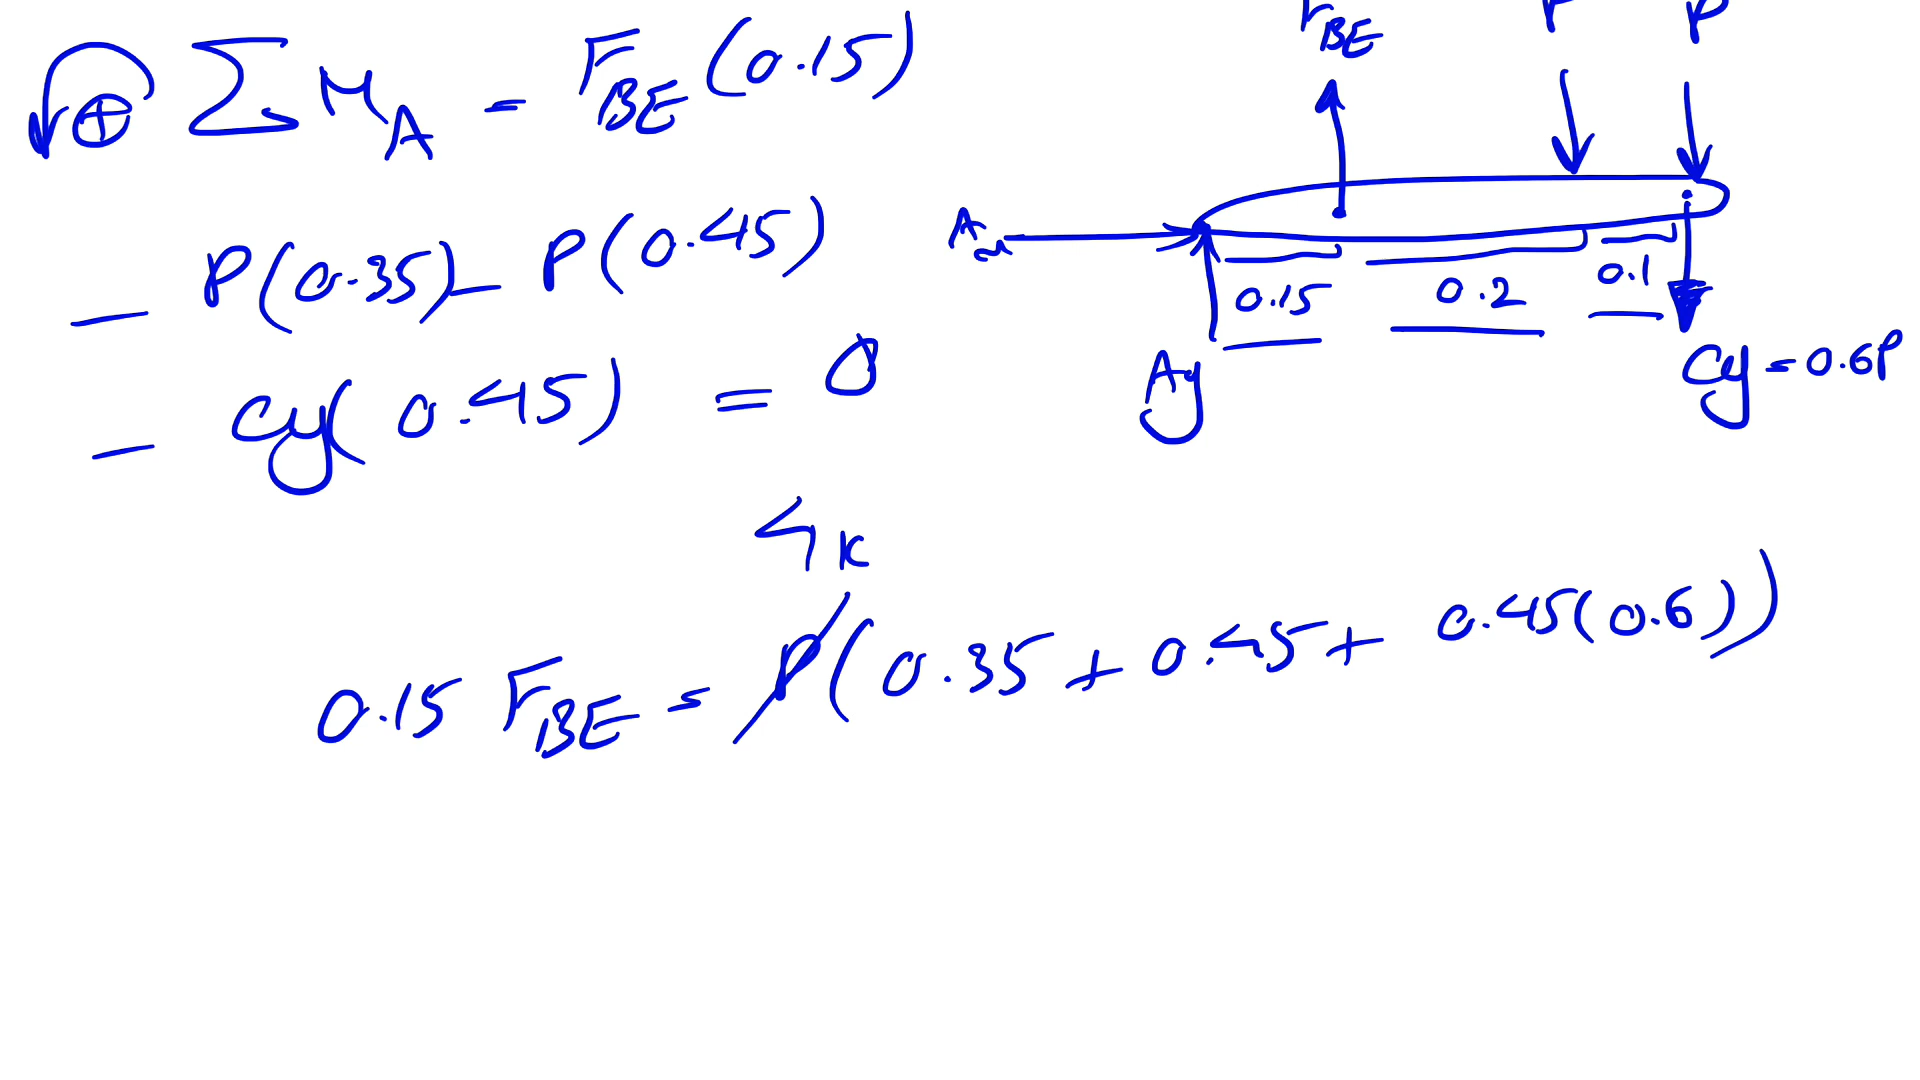 ⊕ ΣM_A = F_BE (0.15)
- P(0.35) - P(0.45)
- Cy(0.45) = 0
F_BE
P
P
A_x
0.15
0.2
0.1
Ay
Cy = 0.6P
4k
0.15 F_BE = P(0.35 + 0.45 + 0.45(0.6))